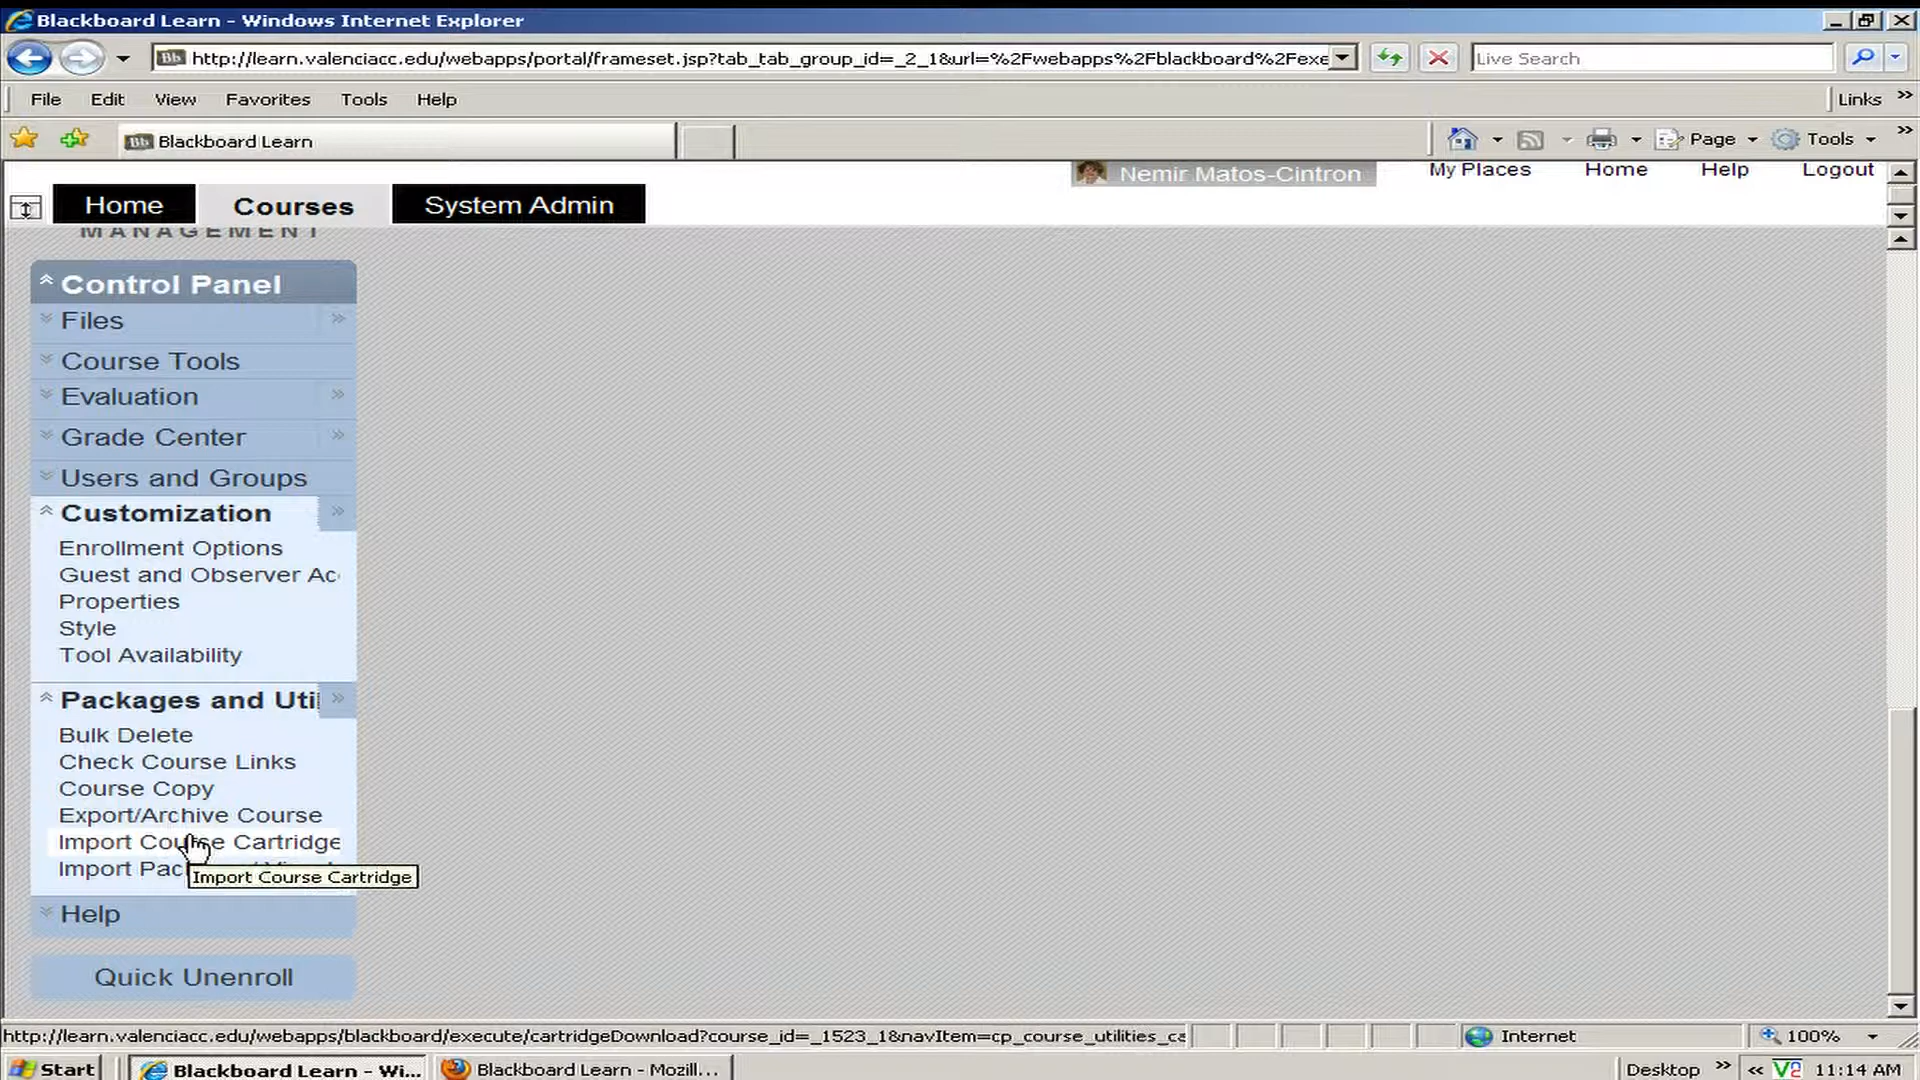 Blackboard Learn - Windows Internet Explorer
http://learn.valenciacc.edu/webapps/portal/frameset.jsp?tab_tab_group_id=_2_1&url=%2Fwebapps%2Fblackboard%2Fexe
Live Search
File Edit View Favorites Tools Help
Links
Blackboard Learn
Page Tools
Nemir Matos-Cintron My Places Home Help Logout
Home Courses System Admin
MANAGEMENT
Control Panel
Files
Course Tools
Evaluation
Grade Center
Users and Groups
Customization
Enrollment Options
Guest and Observer Ac
Properties
Style
Tool Availability
Packages and Uti
Bulk Delete
Check Course Links
Course Copy
Export/Archive Course
Import Course Cartridge
Import
Import Course Cartridge
Help
Quick Unenroll
http://learn.valenciacc.edu/webapps/blackboard/execute/cartridgeDownload?course_id=_1523_1&navItem=cp_course_utilities_ca
Internet
100%
Start
Blackboard Learn - Wi...
Blackboard Learn - Mozill...
Desktop
11:14 AM